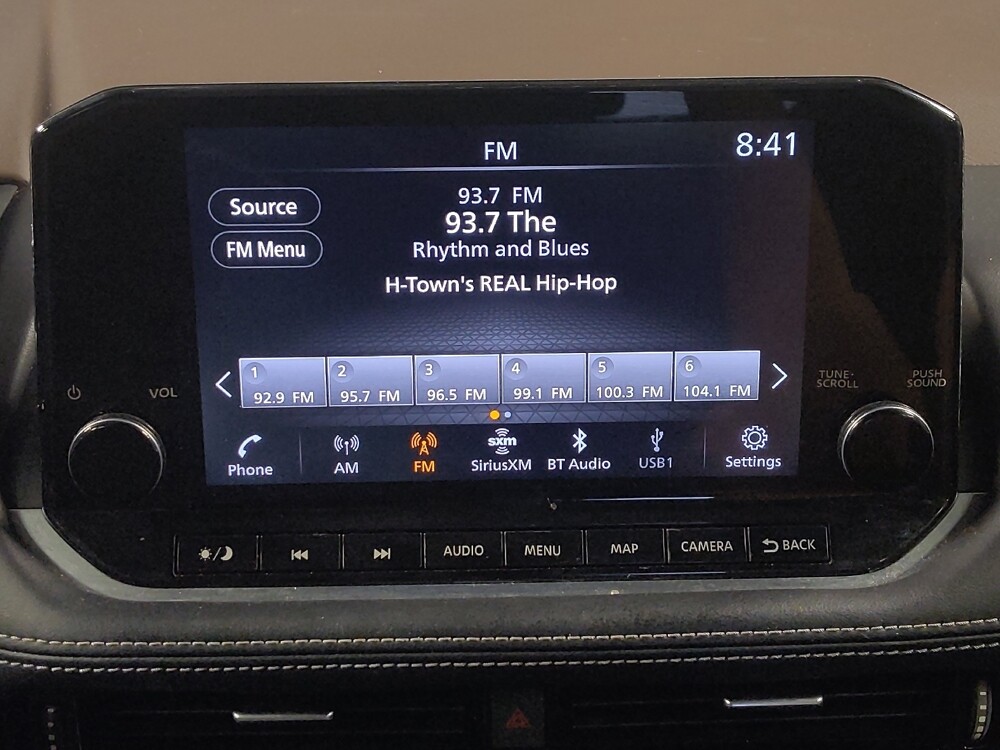 FM
8:41
Source
FM Menu
93.7 FM
93.7 The
Rhythm and Blues
H-Town's REAL Hip-Hop
1 2 3 4 5 6
92.9 FM 95.7 FM 96.5 FM 99.1 FM 100.3 FM 104.1 FM
VOL
TUNE·
SCROLL
PUSH
SOUND
Phone AM FM sxm SiriusXM BT Audio USB1 Settings
AUDIO MENU MAP CAMERA BACK